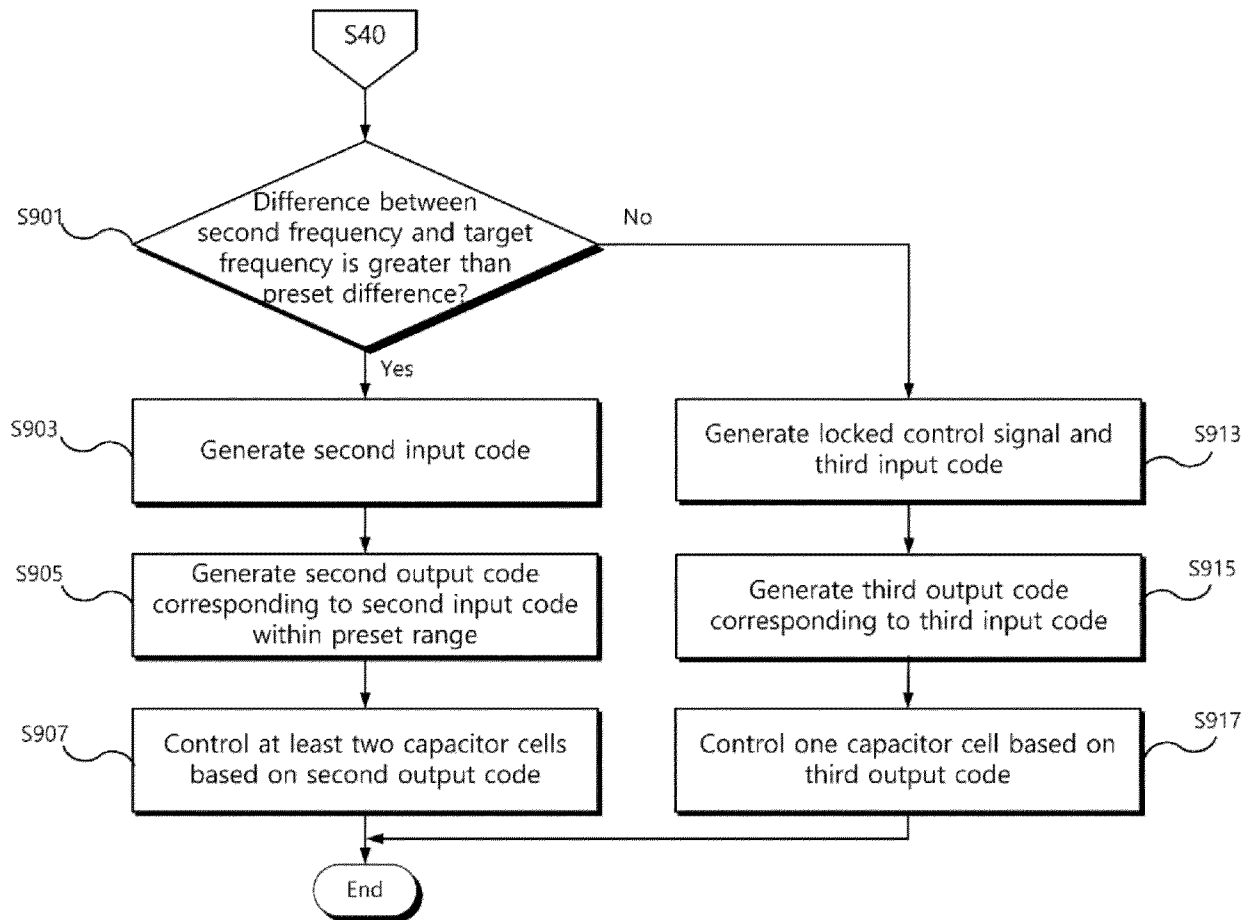 S40
S901
Difference between
second frequency and target
frequency is greater than
preset difference?
No
Yes
S903
Generate second input code
S913
Generate locked control signal and
third input code
S905
Generate second output code
corresponding to second input code
within preset range
S915
Generate third output code
corresponding to third input code
S907
Control at least two capacitor cells
based on second output code
S917
Control one capacitor cell based on
third output code
End